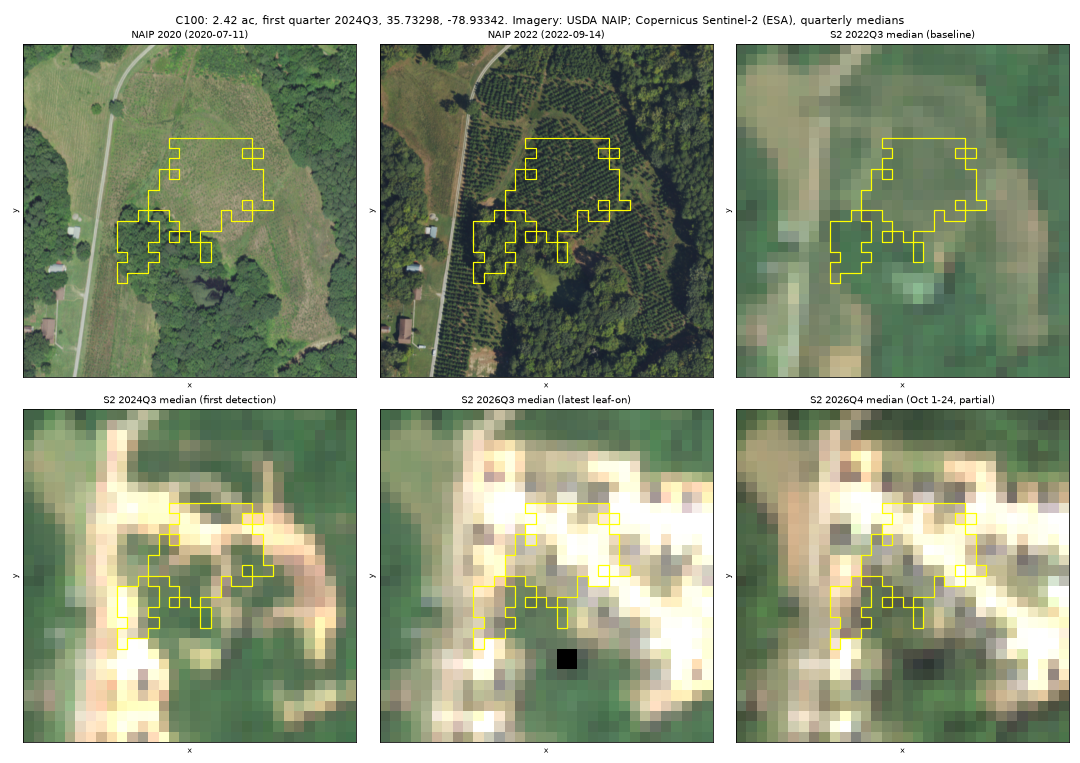 C100: 2.42 ac, first quarter 2024Q3, 35.73298, -78.93342. Imagery: USDA NAIP; Copernicus Sentinel-2 (ESA), quarterly medians
NAIP 2020 (2020-07-11)
NAIP 2022 (2022-09-14)
S2 2022Q3 median (baseline)
y
x
y
x
y
x
S2 2024Q3 median (first detection)
S2 2026Q3 median (latest leaf-on)
S2 2026Q4 median (Oct 1-24, partial)
y
x
y
x
y
x